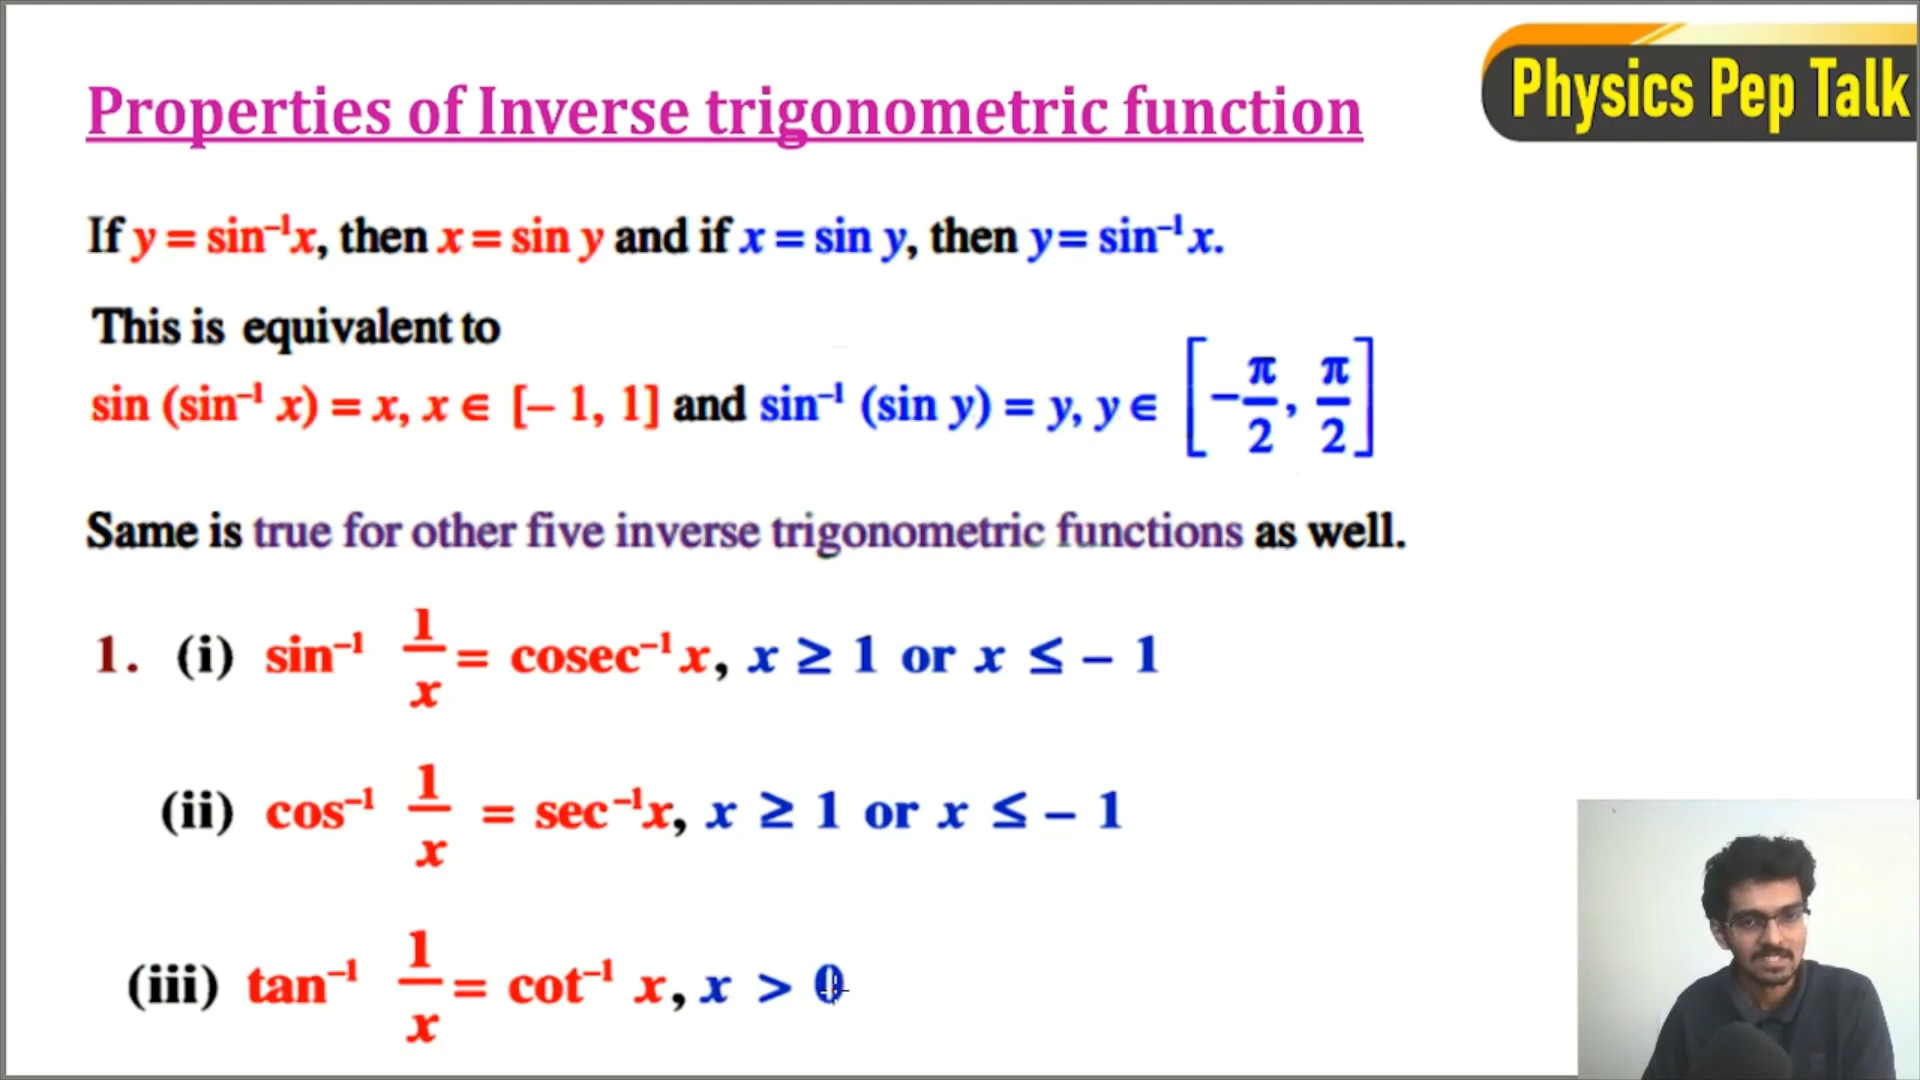 Physics Pep Talk
Properties of Inverse trigonometric function
If y = sin⁻¹x, then x = sin y and if x = sin y, then y= sin⁻¹x.
This is equivalent to
sin (sin⁻¹ x) = x, x ∈ [– 1, 1] and sin⁻¹ (sin y) = y, y ∈ [−π/2, π/2]
Same is true for other five inverse trigonometric functions as well.
1. (i) sin⁻¹ 1/x = cosec⁻¹x, x ≥ 1 or x ≤ – 1
(ii) cos⁻¹ 1/x = sec⁻¹x, x ≥ 1 or x ≤ – 1
(iii) tan⁻¹ 1/x = cot⁻¹ x, x > 0